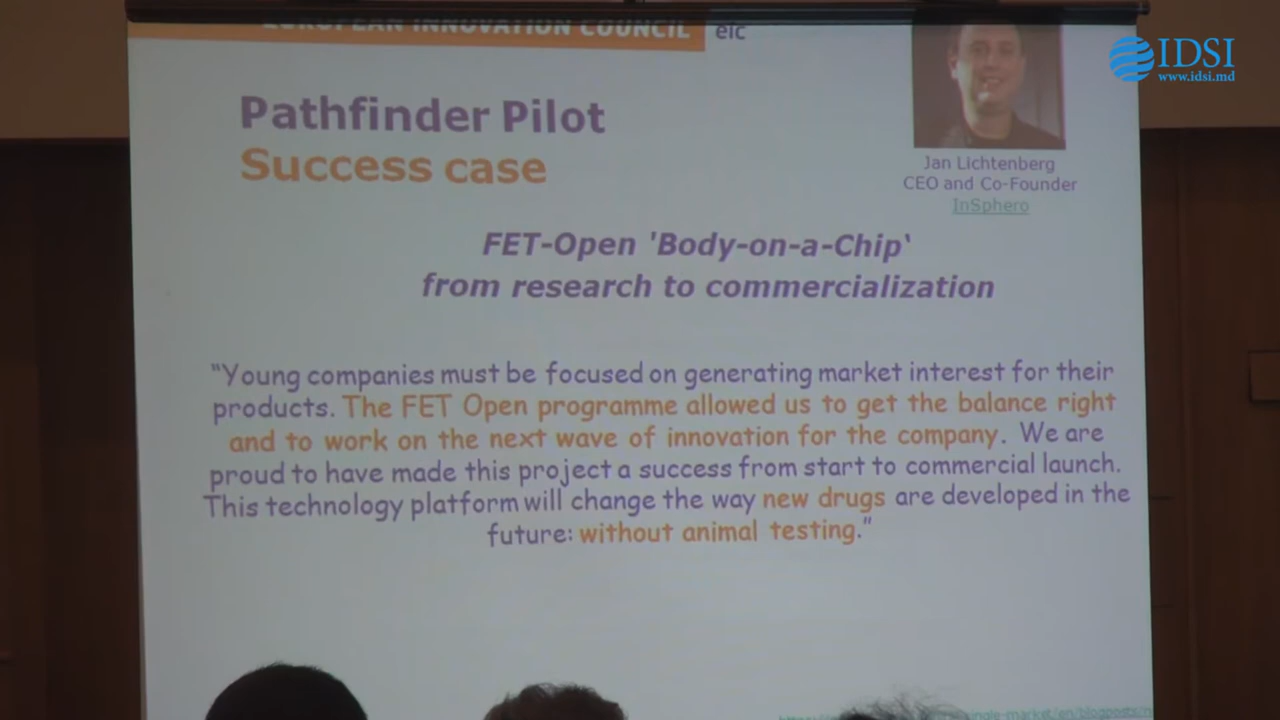 EUROPEAN INNOVATION COUNCIL eic
IDSI
www.idsi.md
Pathfinder Pilot
Success case
Jan Lichtenberg
CEO and Co-Founder
InSphero
FET-Open 'Body-on-a-Chip'
from research to commercialization
"Young companies must be focused on generating market interest for their
products. The FET Open programme allowed us to get the balance right
and to work on the next wave of innovation for the company. We are
proud to have made this project a success from start to commercial launch.
This technology platform will change the way new drugs are developed in the
future: without animal testing."